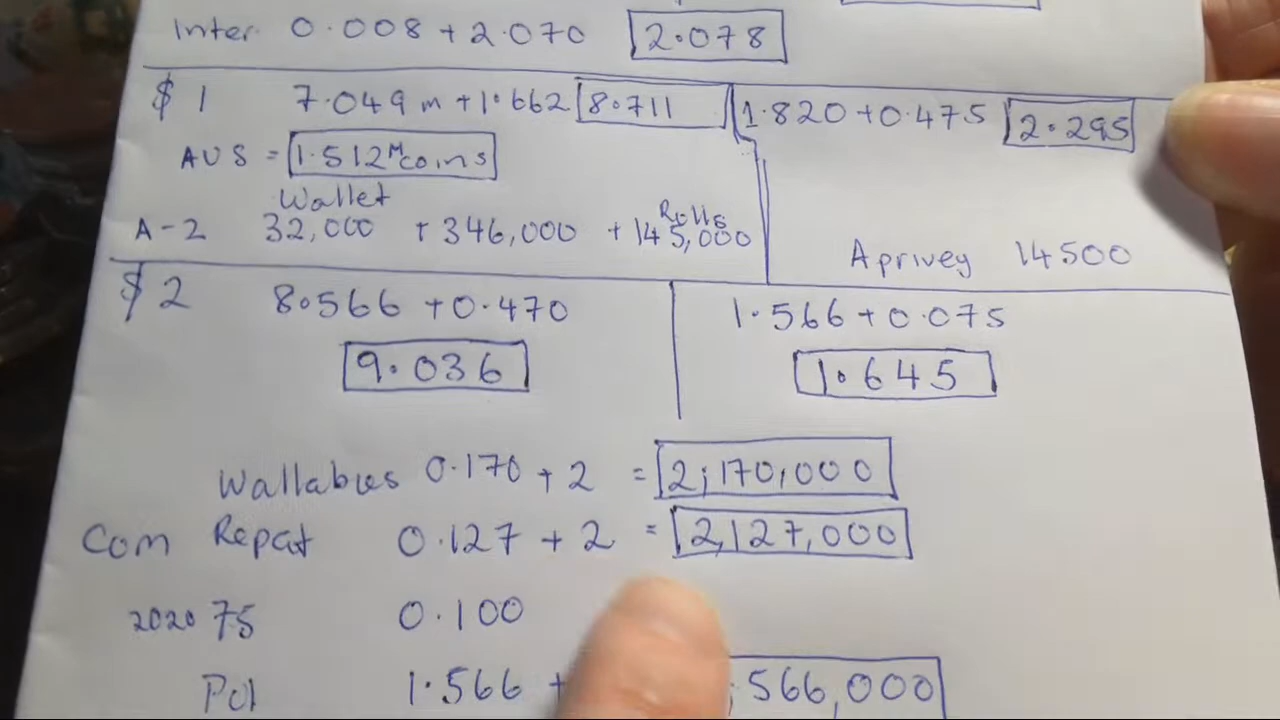 Inter 0.008 + 2.070 2.078
$1 7.049 m + 1.662 8.711 1.820 + 0.475 2.295
AUS = 1.512M coins
Wallet
A-2 32,000 + 346,000 + 145,000 Rolls
Aprivey 14500
$2 8.566 + 0.470 1.566 + 0.075
9.036 1.645
Wallabies 0.170 + 2 = 2,170,000
Com Repat 0.127 + 2 = 2,127,000
2020 75 0.100
1.566 + 566,000